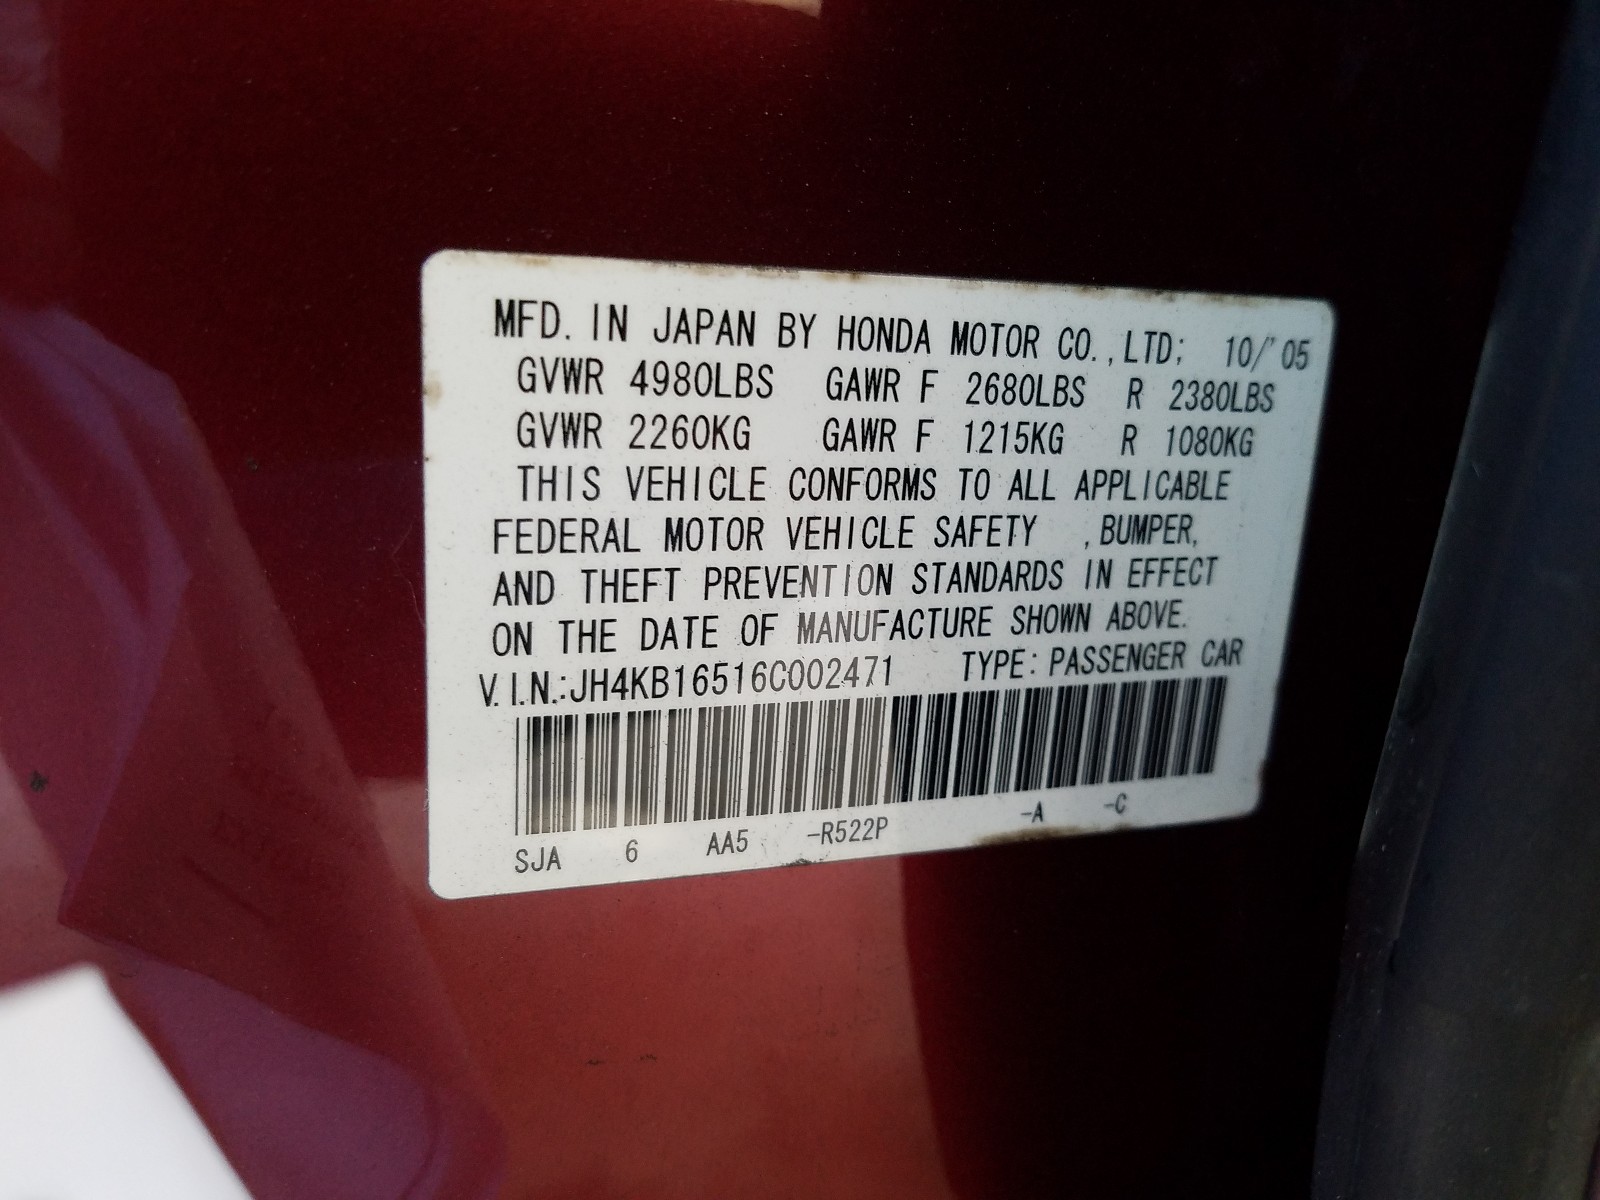 MFD. IN JAPAN BY HONDA MOTOR CO.,LTD; 10/'05
GVWR 4980LBS GAWR F 2680LBS R 2380LBS
GVWR 2260KG GAWR F 1215KG R 1080KG
THIS VEHICLE CONFORMS TO ALL APPLICABLE
FEDERAL MOTOR VEHICLE SAFETY ,BUMPER,
AND THEFT PREVENTION STANDARDS IN EFFECT
ON THE DATE OF MANUFACTURE SHOWN ABOVE.
V.I.N.:JH4KB16516C002471 TYPE:PASSENGER CAR
SJA 6 AA5 -R522P -A -C